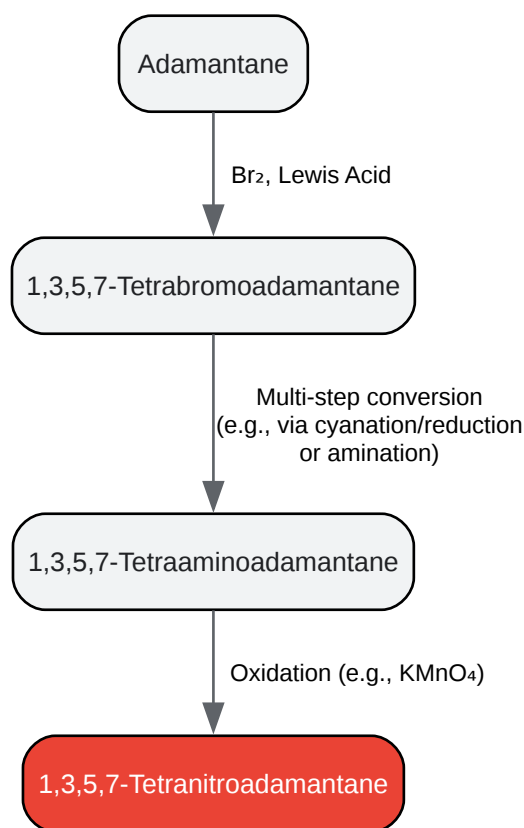 Adamantane
Br₂, Lewis Acid
1,3,5,7-Tetrabromoadamantane
Multi-step conversion
(e.g., via cyanation/reduction
or amination)
1,3,5,7-Tetraaminoadamantane
Oxidation (e.g., KMnO₄)
1,3,5,7-Tetranitroadamantane